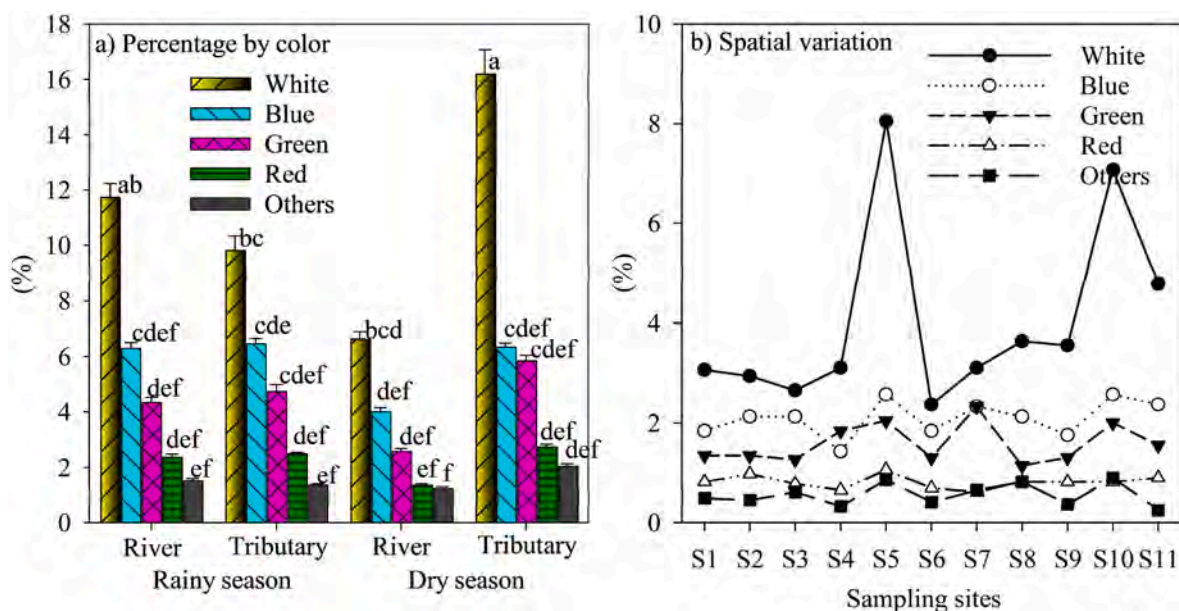 a) Percentage by color
White
Blue
Green
Red
Others
18
16
14
12
10
8
6
4
2
0
(%)
ab
cdef
def
def
ef
bc
cde
cdef
def
ef
bcd
def
def
ef
f
a
cdef
cdef
def
def
River
Tributary
River
Tributary
Rainy season
Dry season
b) Spatial variation
White
Blue
Green
Red
Others
10
8
6
4
2
0
(%)
S1
S2
S3
S4
S5
S6
S7
S8
S9
S10
S11
Sampling sites